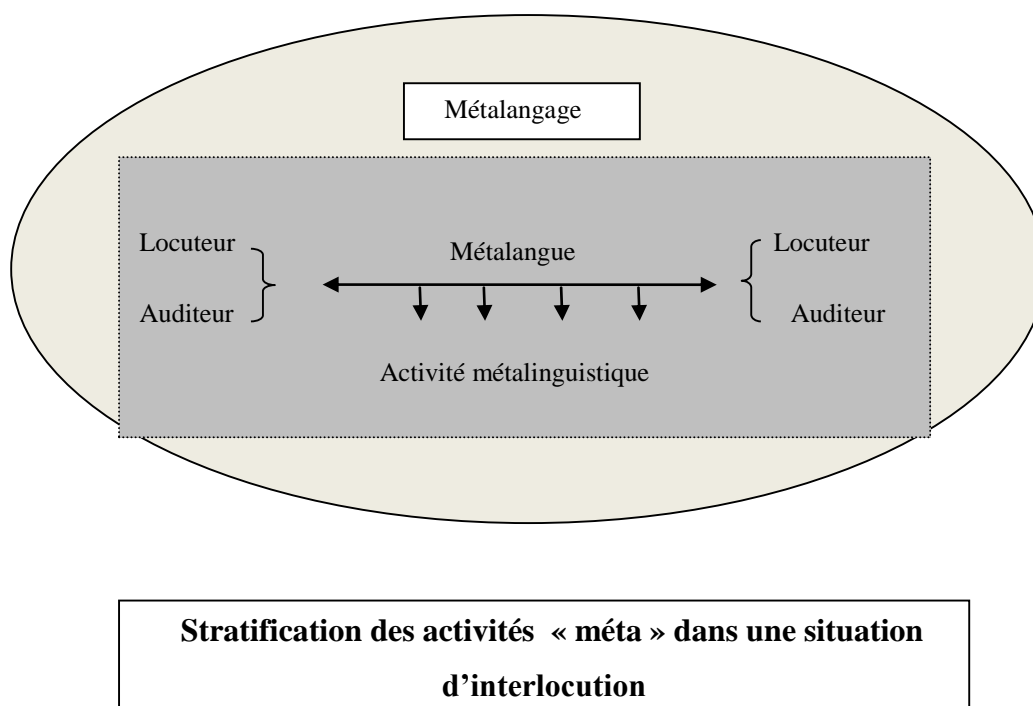 Métalangage
Locuteur
Locuteur
Métalangue
Auditeur
Auditeur
Activité métalinguistique
Stratification des activités « méta » dans une situation
d’interlocution